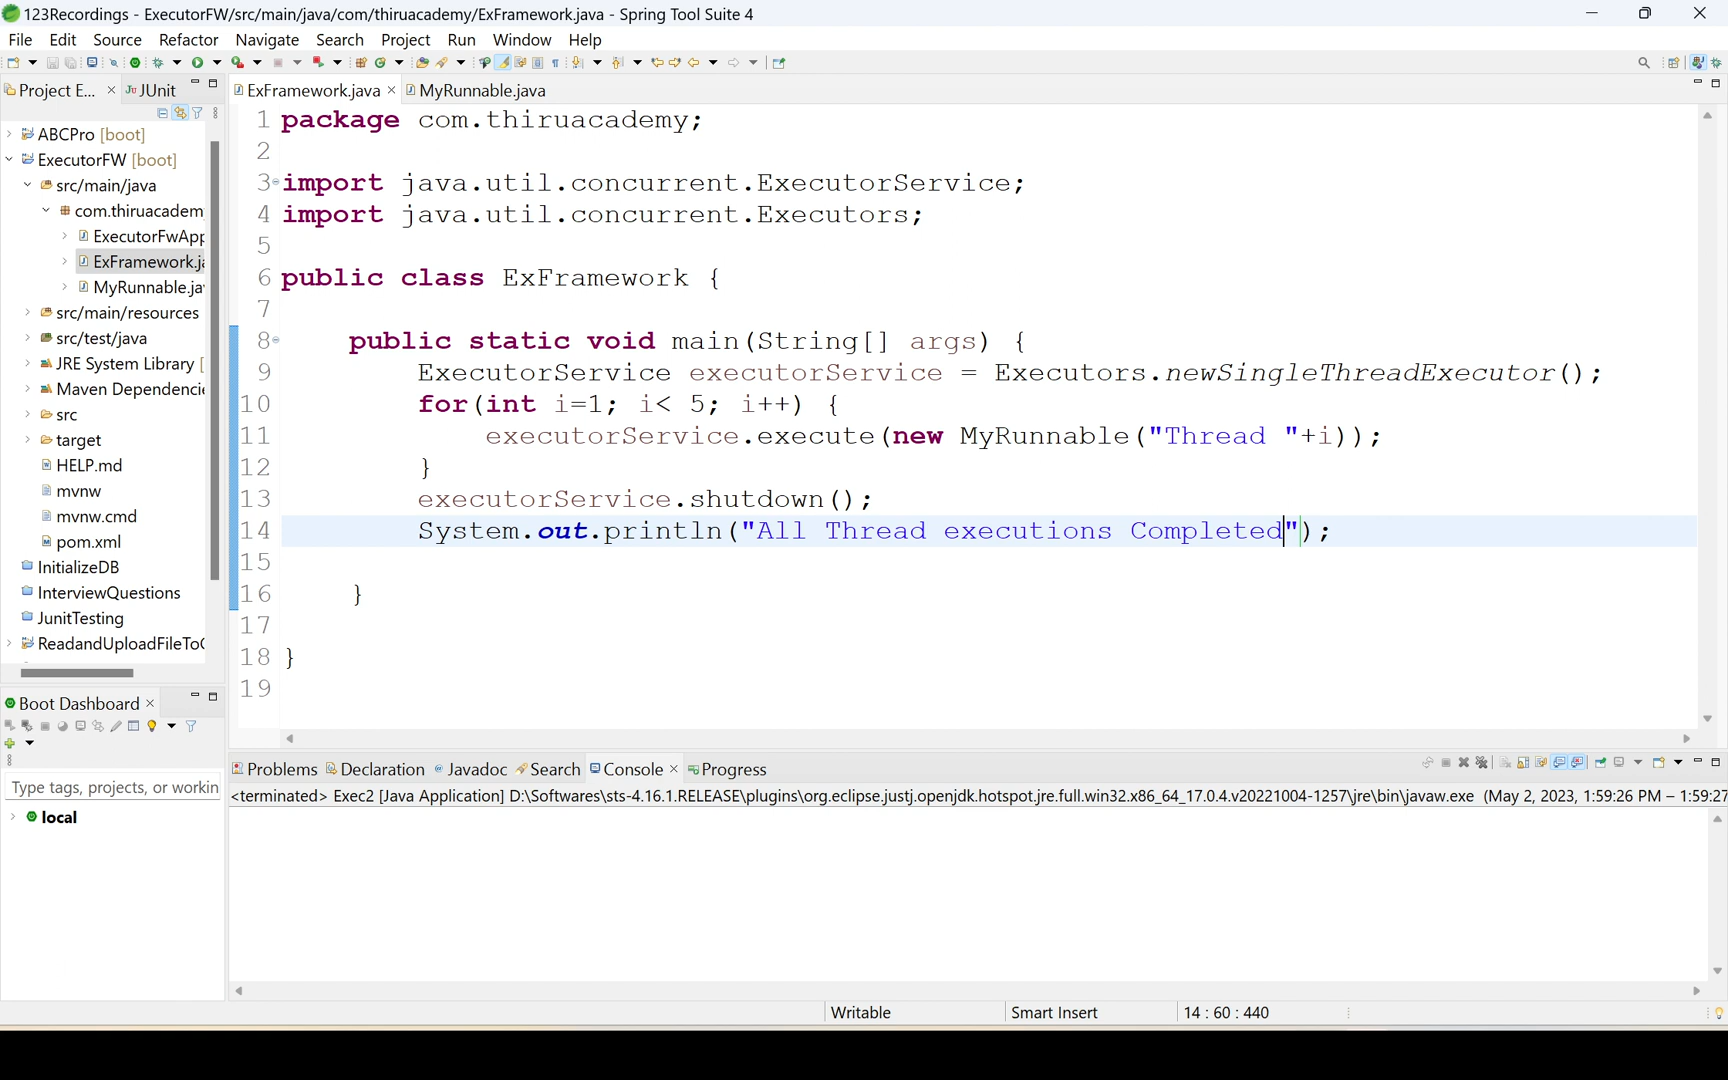 123Recordings - ExecutorFW/src/main/java/com/thiruacademy/ExFramework.java - Spring Tool Suite 4
File Edit Source Refactor Navigate Search Project Run Window Help
Project E... JUnit
ExFramework.java MyRunnable.java
ABCPro [boot]
ExecutorFW [boot]
src/main/java
com.thiruacadem
ExecutorFwApp
ExFramework.ja
MyRunnable.jav
src/main/resources
src/test/java
JRE System Library [
Maven Dependencie
src
target
HELP.md
mvnw
mvnw.cmd
pom.xml
InitializeDB
InterviewQuestions
JunitTesting
ReadandUploadFileTo
1 package com.thiruacademy;
2
3 import java.util.concurrent.ExecutorService;
4 import java.util.concurrent.Executors;
5
6 public class ExFramework {
7
8 public static void main(String[] args) {
9 ExecutorService executorService = Executors.newSingleThreadExecutor();
10 for(int i=1; i< 5; i++) {
11 executorService.execute(new MyRunnable("Thread "+i));
12 }
13 executorService.shutdown();
14 System.out.println("All Thread executions Completed");
15
16 }
17
18 }
19
Boot Dashboard
Type tags, projects, or workin
local
Problems Declaration Javadoc Search Console Progress
<terminated> Exec2 [Java Application] D:\Softwares\sts-4.16.1.RELEASE\plugins\org.eclipse.justj.openjdk.hotspot.jre.full.win32.x86_64_17.0.4.v20221004-1257\jre\bin\javaw.exe (May 2, 2023, 1:59:26 PM – 1:59:27
Writable Smart Insert 14 : 60 : 440